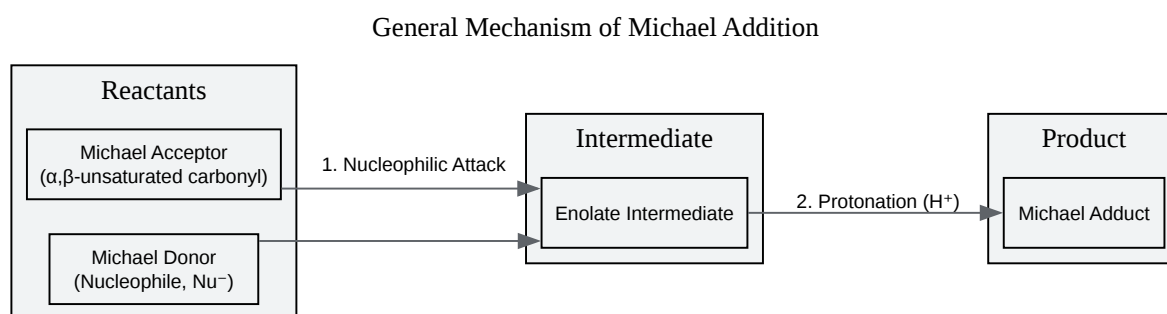 General Mechanism of Michael Addition
Reactants
Michael Acceptor
(α,β-unsaturated carbonyl)
Michael Donor
(Nucleophile, Nu⁻)
1. Nucleophilic Attack
Intermediate
Enolate Intermediate
2. Protonation (H⁺)
Product
Michael Adduct